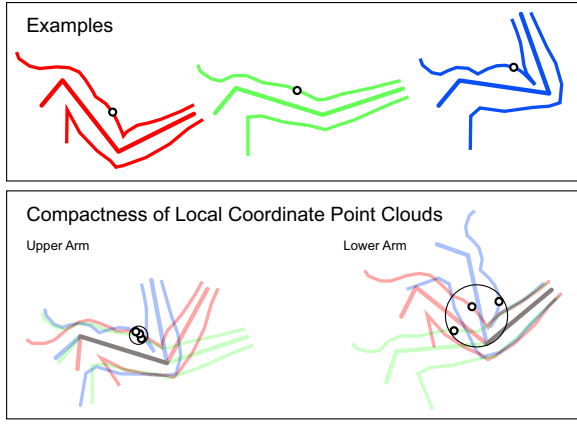 Examples
Compactness of Local Coordinate Point Clouds
Upper Arm
Lower Arm